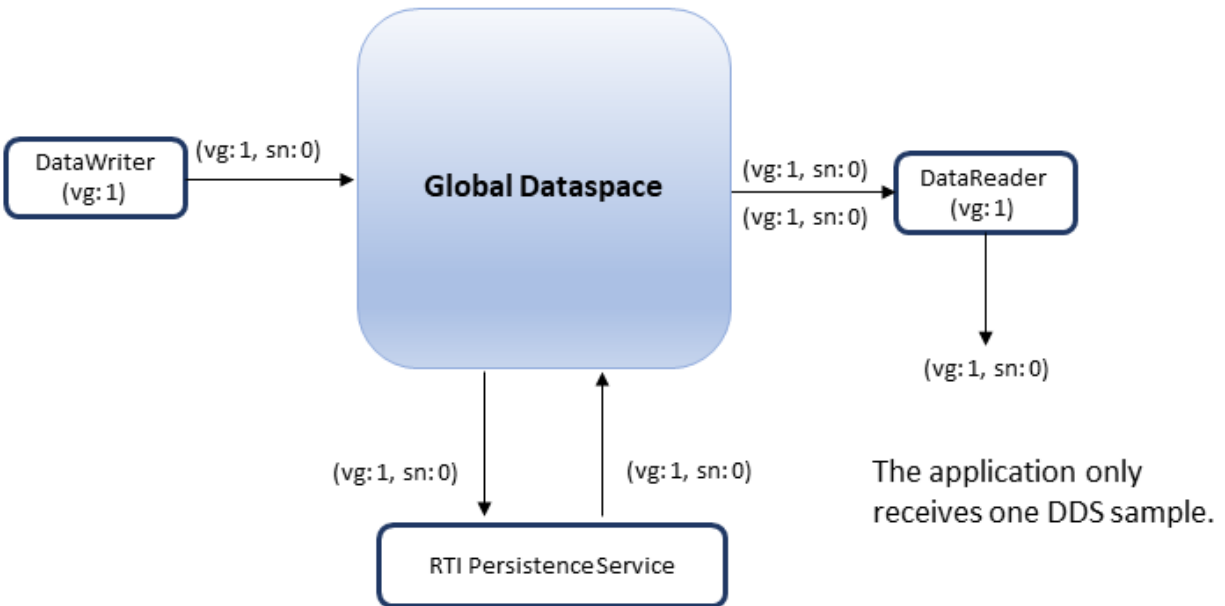 DataWriter
(vg: 1)
(vg: 1, sn: 0)
Global Dataspace
(vg: 1, sn: 0)
(vg: 1, sn: 0)
DataReader
(vg: 1)
(vg: 1, sn: 0)
(vg: 1, sn: 0)
(vg: 1, sn: 0)
RTI Persistence Service
The application only
receives one DDS sample.